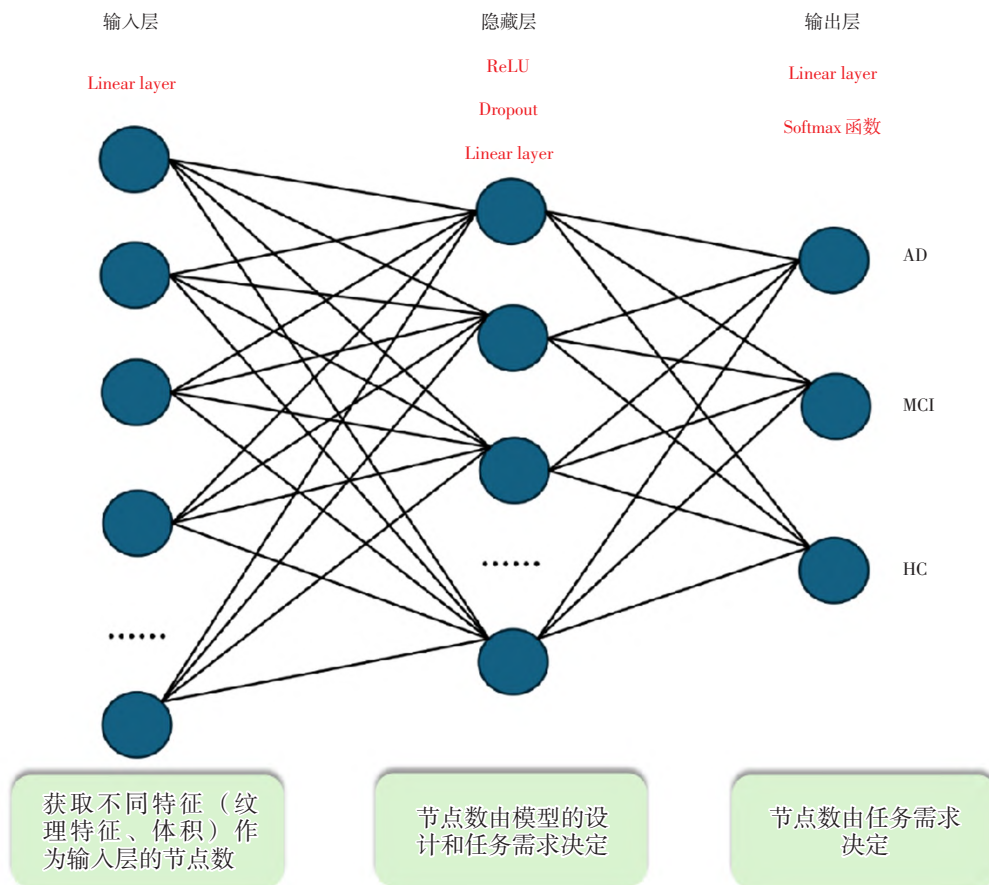 输入层
隐藏层
输出层
Linear layer
ReLU
Dropout
Linear layer
Linear layer
Softmax 函数
AD
MCI
HC
······
······
获取不同特征（纹
理特征、体积）作
为输入层的节点数
节点数由模型的设
计和任务需求决定
节点数由任务需求
决定